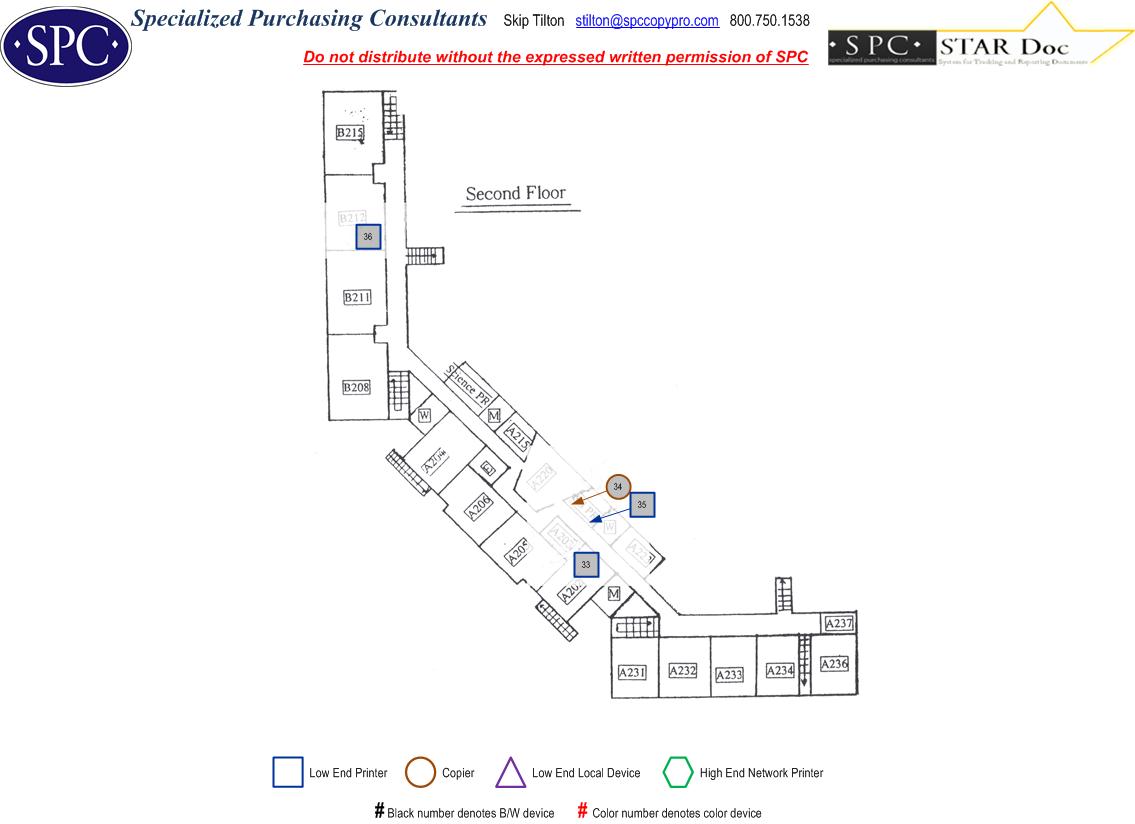 SPC
Specialized Purchasing Consultants Skip Tilton stilton@spccopypro.com 800.750.1538
Do not distribute without the expressed written permission of SPC
SPC STAR Doc
specialized purchasing consultants System for Tracking and Reporting Documents
B215
Second Floor
B212
36
B211
Science PR
B208
W
M
A215
A220
34
35
A206
PR
W
A205
33
M
A237
A231
A232
A233
A234
A236
Low End Printer
Copier
Low End Local Device
High End Network Printer
# Black number denotes B/W device
# Color number denotes color device